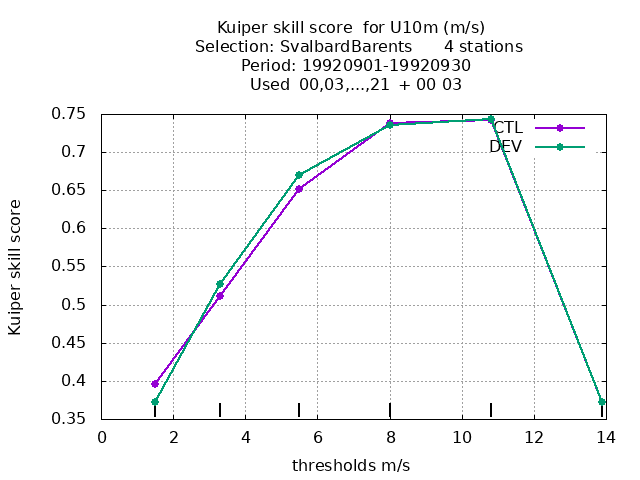 Kuiper skill score  for U10m (m/s)
Selection: SvalbardBarents      4 stations
Period: 19920901-19920930
Used  00,03,...,21  + 00 03
CTL
DEV
Kuiper skill score
0.75
0.7
0.65
0.6
0.55
0.5
0.45
0.4
0.35
0 2 4 6 8 10 12 14
thresholds m/s